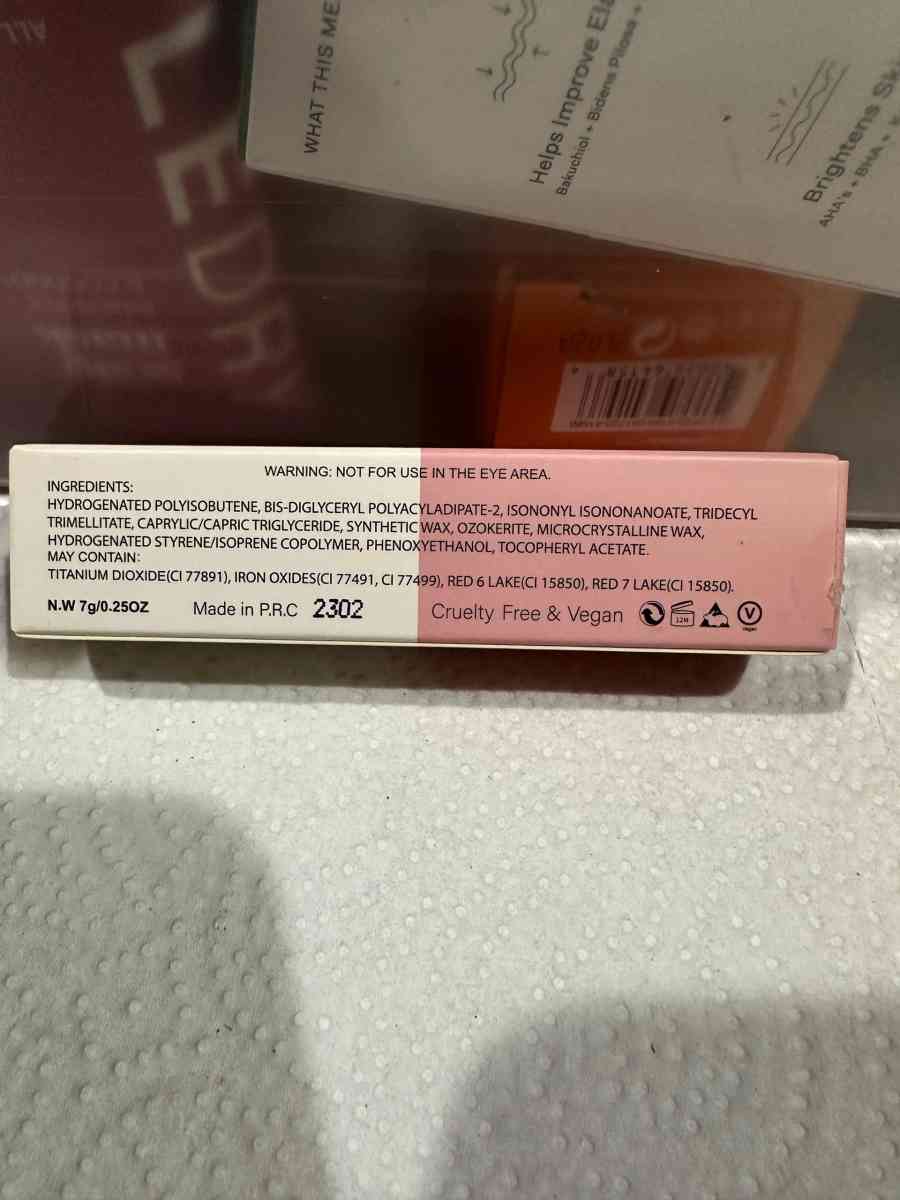 WHAT THIS ME
Helps Improve Ela
Bakuchiol + Bidens Pilosa +
Brightens Ski
AHA's + BHA +
LEDA
WARNING: NOT FOR USE IN THE EYE AREA.
INGREDIENTS:
HYDROGENATED POLYISOBUTENE, BIS-DIGLYCERYL POLYACYLADIPATE-2, ISONONYL ISONONANOATE, TRIDECYL
TRIMELLITATE, CAPRYLIC/CAPRIC TRIGLYCERIDE, SYNTHETIC WAX, OZOKERITE, MICROCRYSTALLINE WAX,
HYDROGENATED STYRENE/ISOPRENE COPOLYMER, PHENOXYETHANOL, TOCOPHERYL ACETATE.
MAY CONTAIN:
TITANIUM DIOXIDE(CI 77891), IRON OXIDES(CI 77491, CI 77499), RED 6 LAKE(CI 15850), RED 7 LAKE(CI 15850).
N.W 7g/0.25OZ Made in P.R.C 2302 Cruelty Free & Vegan 12M V vegan